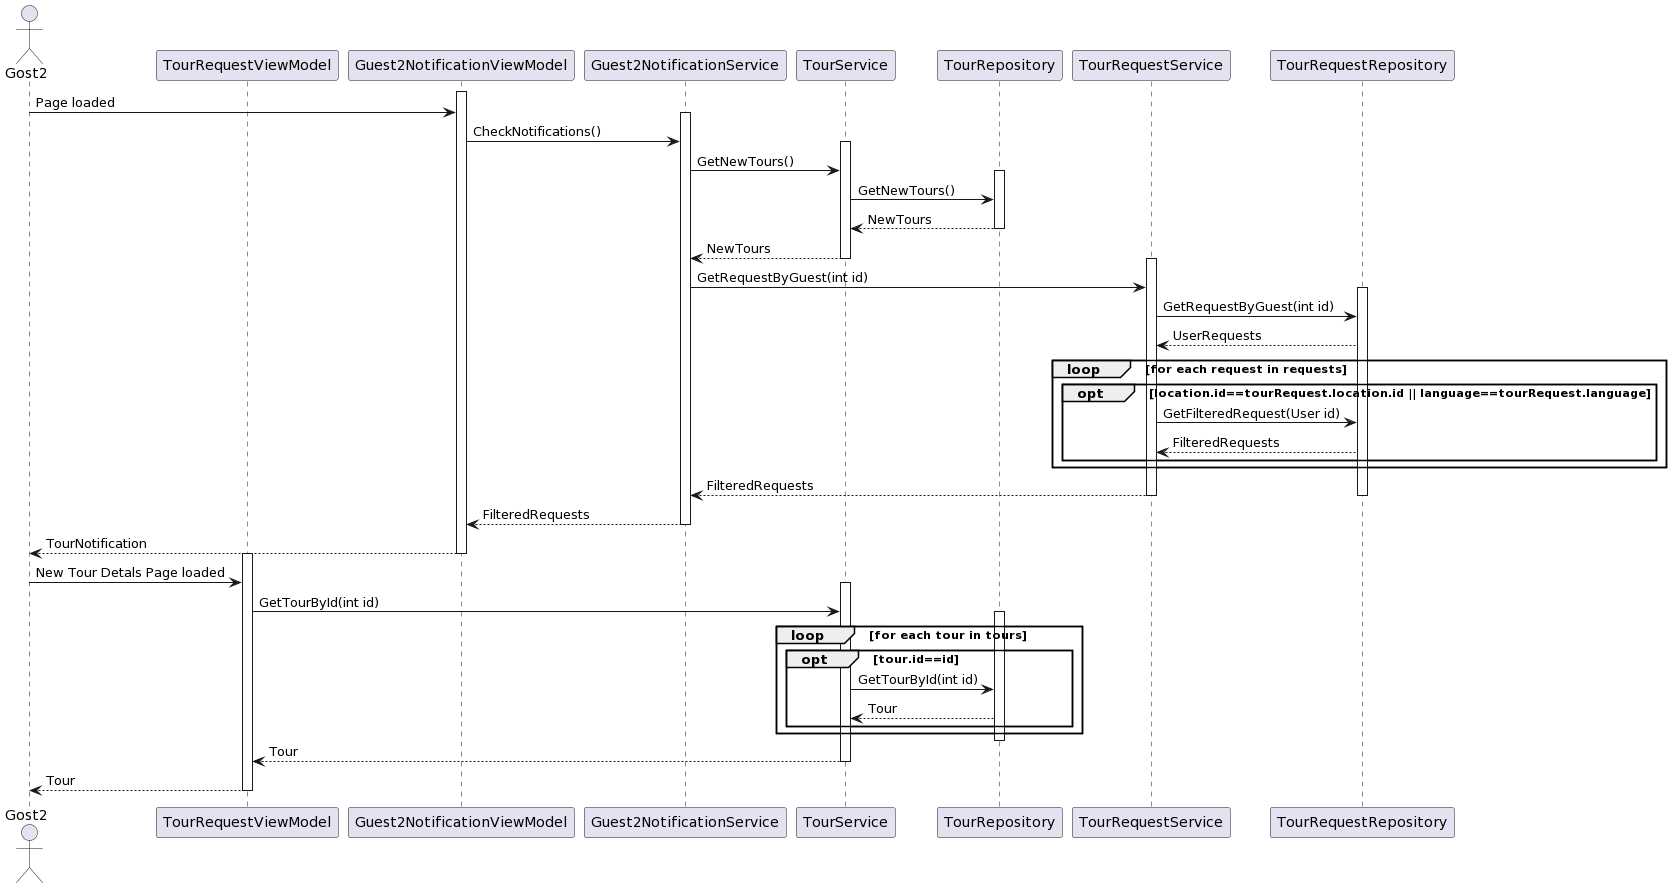 Gost2
TourRequestViewModel
Guest2NotificationViewModel
Guest2NotificationService
TourService
TourRepository
TourRequestService
TourRequestRepository
Page loaded
CheckNotifications()
GetNewTours()
GetNewTours()
NewTours
NewTours
GetRequestByGuest(int id)
GetRequestByGuest(int id)
UserRequests
loop [for each request in requests]
opt [location.id==tourRequest.location.id || language==tourRequest.language]
GetFilteredRequest(User id)
FilteredRequests
FilteredRequests
FilteredRequests
TourNotification
New Tour Detals Page loaded
GetTourById(int id)
loop [for each tour in tours]
opt [tour.id==id]
GetTourById(int id)
Tour
Tour
Tour
Gost2
TourRequestViewModel
Guest2NotificationViewModel
Guest2NotificationService
TourService
TourRepository
TourRequestService
TourRequestRepository